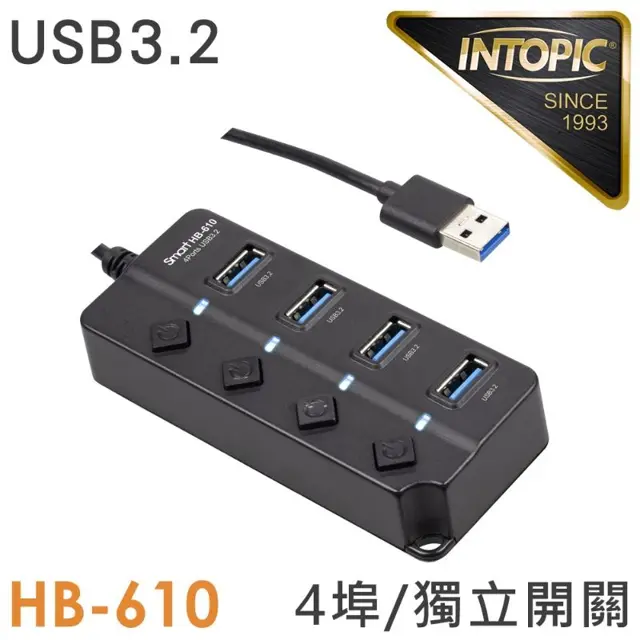 USB3.2
INTOPIC
SINCE
1993
Smart HB-610
4Ports USB3.2
USB3.2
USB3.2
USB3.2
USB3.2
HB-610
4埠/獨立開關